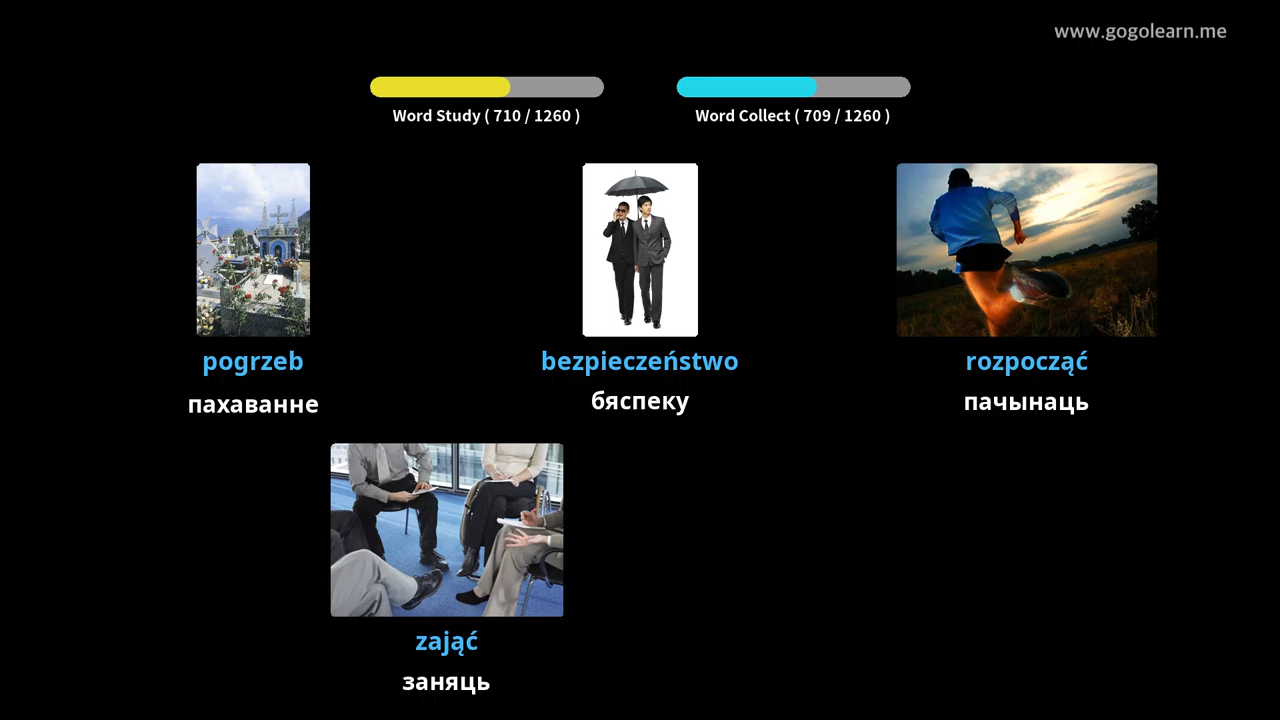 www.gogolearn.me
Word Study ( 710 / 1260 )
Word Collect ( 709 / 1260 )
pogrzeb
пахаванне
bezpieczeństwo
бяспеку
rozpocząć
пачынаць
zająć
заняць